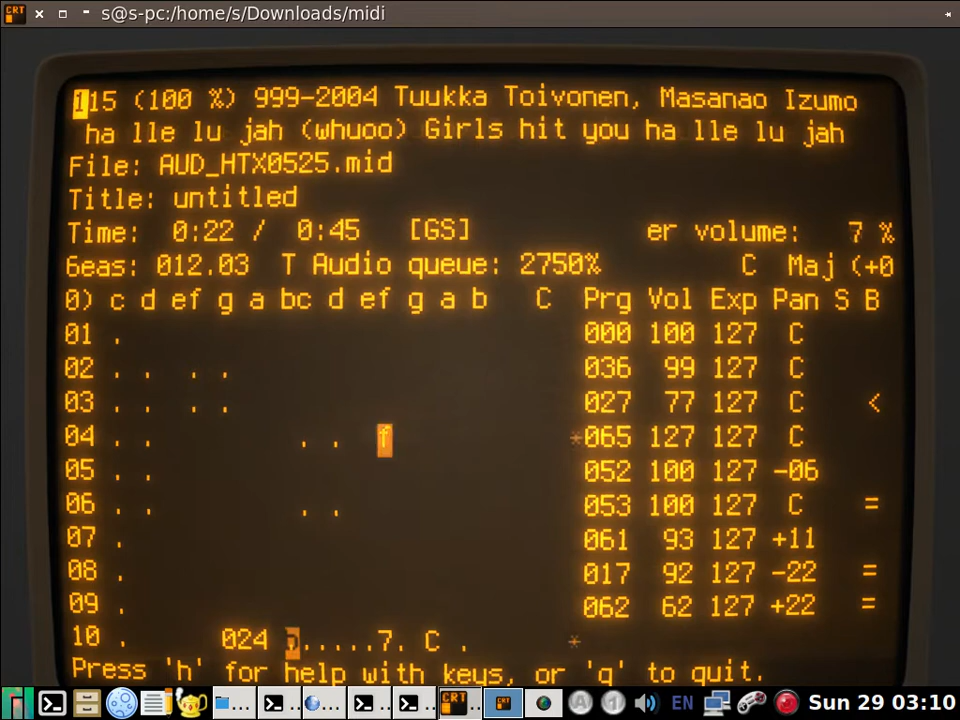 s@s-pc:/home/s/Downloads/midi
115 (100 %) 999-2004 Tuukka Toivonen, Masanao Izumo
ha lle lu jah (whuoo) Girls hit you ha lle lu jah
File: AUD_HTX0525.mid
Title: untitled
Time: 0:22 / 0:45 [GS] er volume: 7 %
6eas: 012.03 T Audio queue: 2750% C Maj (+0
0) c d ef g a bc d ef g a b C Prg Vol Exp Pan S B
01 . 000 100 127 C
02 . . . . 036 99 127 C
03 . . . . 027 77 127 C <
04 . . . . f *065 127 127 C
05 . . 052 100 127 -06
06 . . . . 053 100 127 C =
07 . 061 93 127 +11
08 . 017 92 127 -22 =
09 . 062 62 127 +22 =
10 . 024 .....7. C . *
Press 'h' for help with keys, or 'q' to quit.
CRT ... ... ... ... ... CRT ... CRT A 1 EN Sun 29 03:10